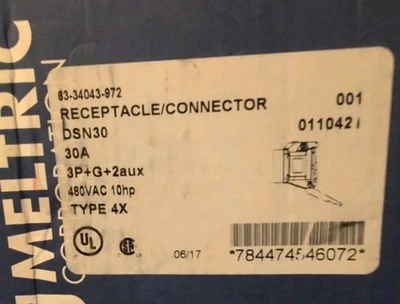 MELTRIC
CORPORATION
63-34043-972
RECEPTACLE/CONNECTOR
001
DSN30
30A
3P+G+2aux
480VAC 10hp
TYPE 4X
UL
06/17
*784474546072*